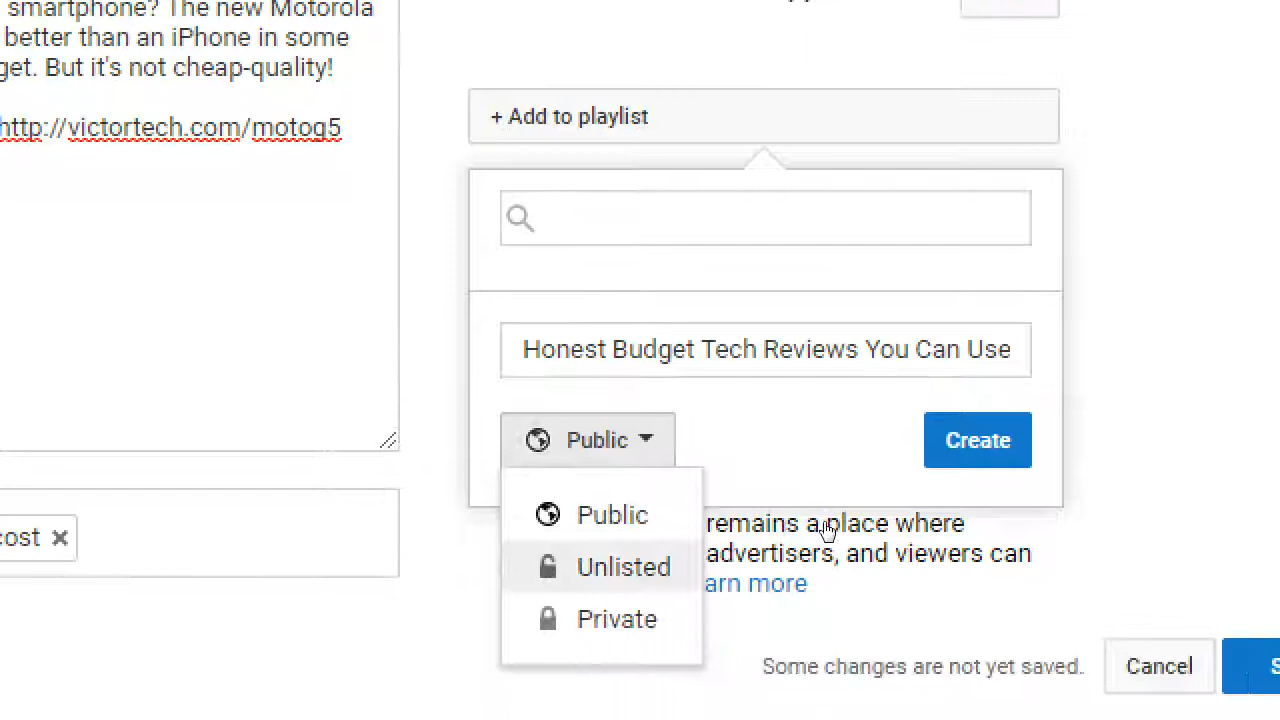 smartphone? The new Motorola
better than an iPhone in some
get. But it's not cheap-quality!
http://victortech.com/motog5
+ Add to playlist
Honest Budget Tech Reviews You Can Use
Public
Create
Public
Unlisted
Private
cost
remains a place where
advertisers, and viewers can
arn more
Some changes are not yet saved.
Cancel
S